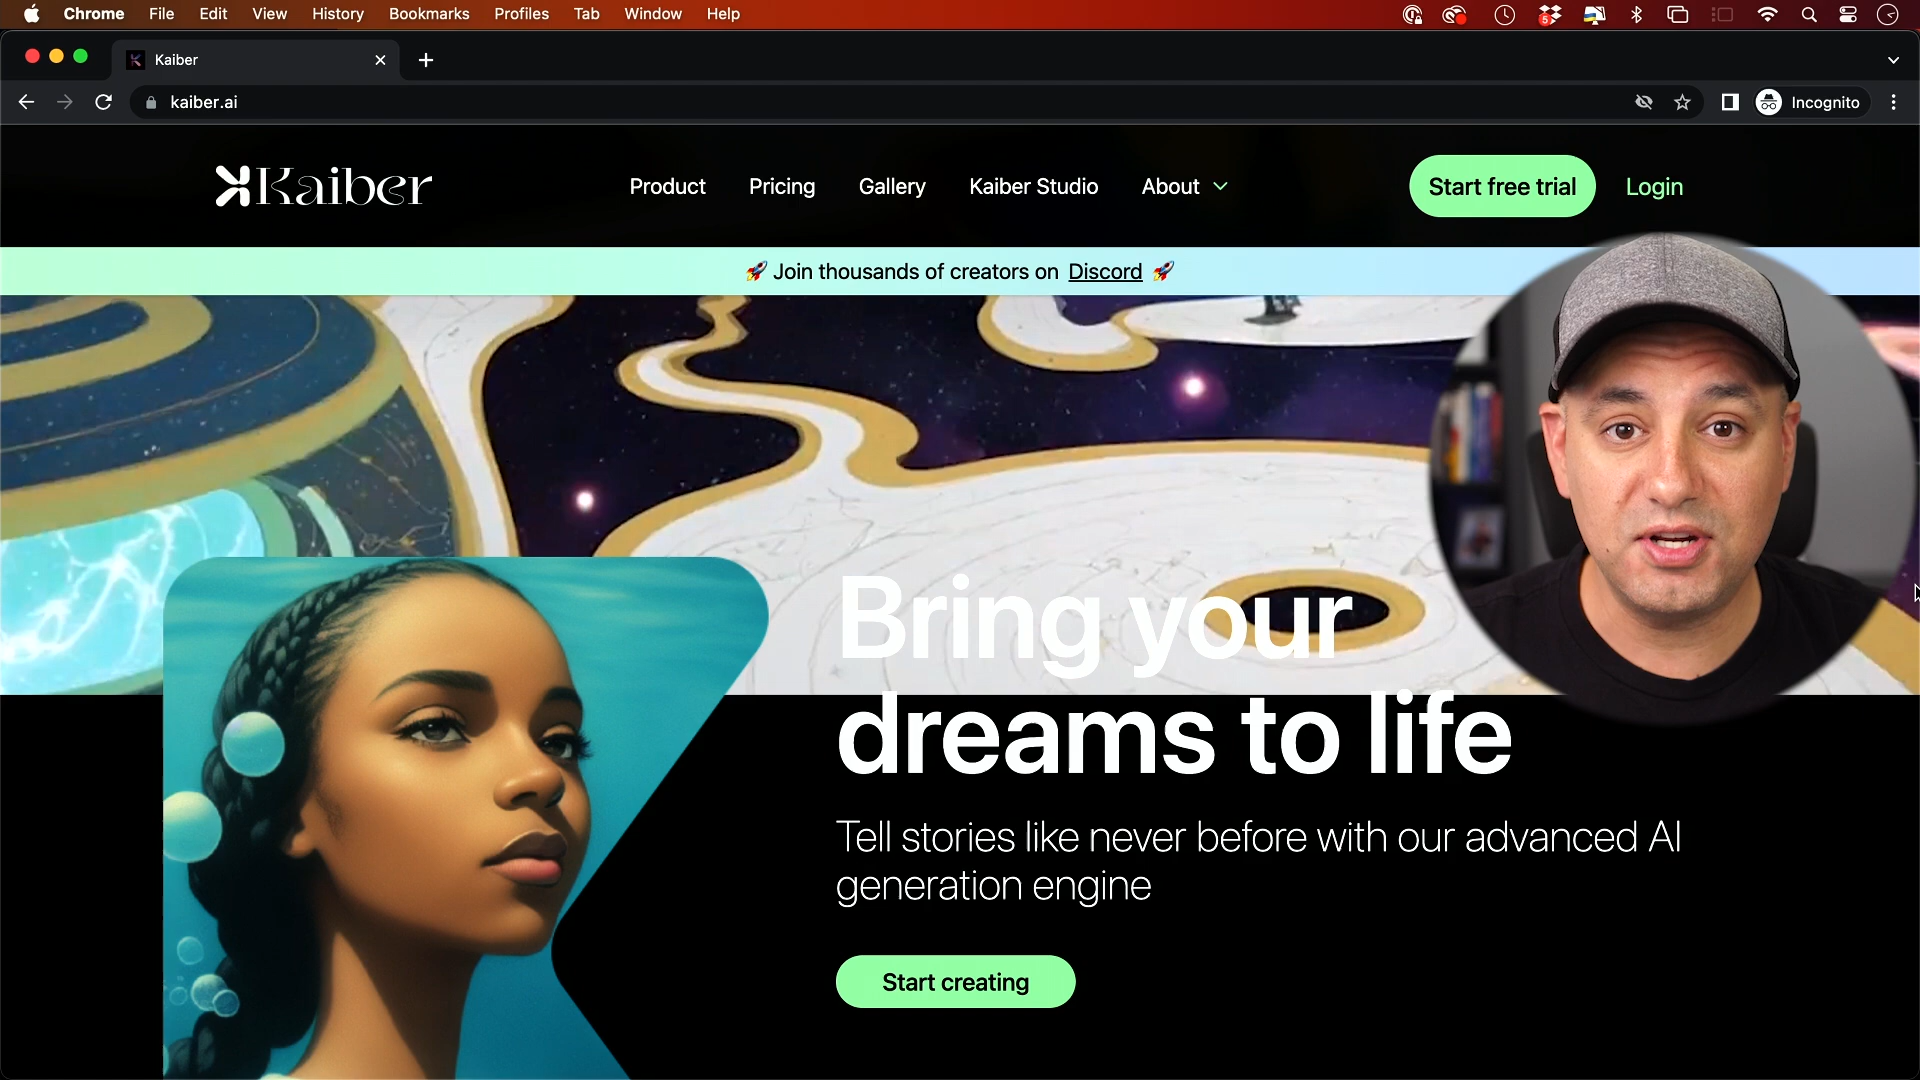 Chrome File Edit View History Bookmarks Profiles Tab Window Help
5
Kaiber
kaiber.ai
Incognito
Kaiber
Product Pricing Gallery Kaiber Studio About
Start free trial Login
🚀 Join thousands of creators on Discord 🚀
Bring your
dreams to life
Tell stories like never before with our advanced AI
generation engine
Start creating